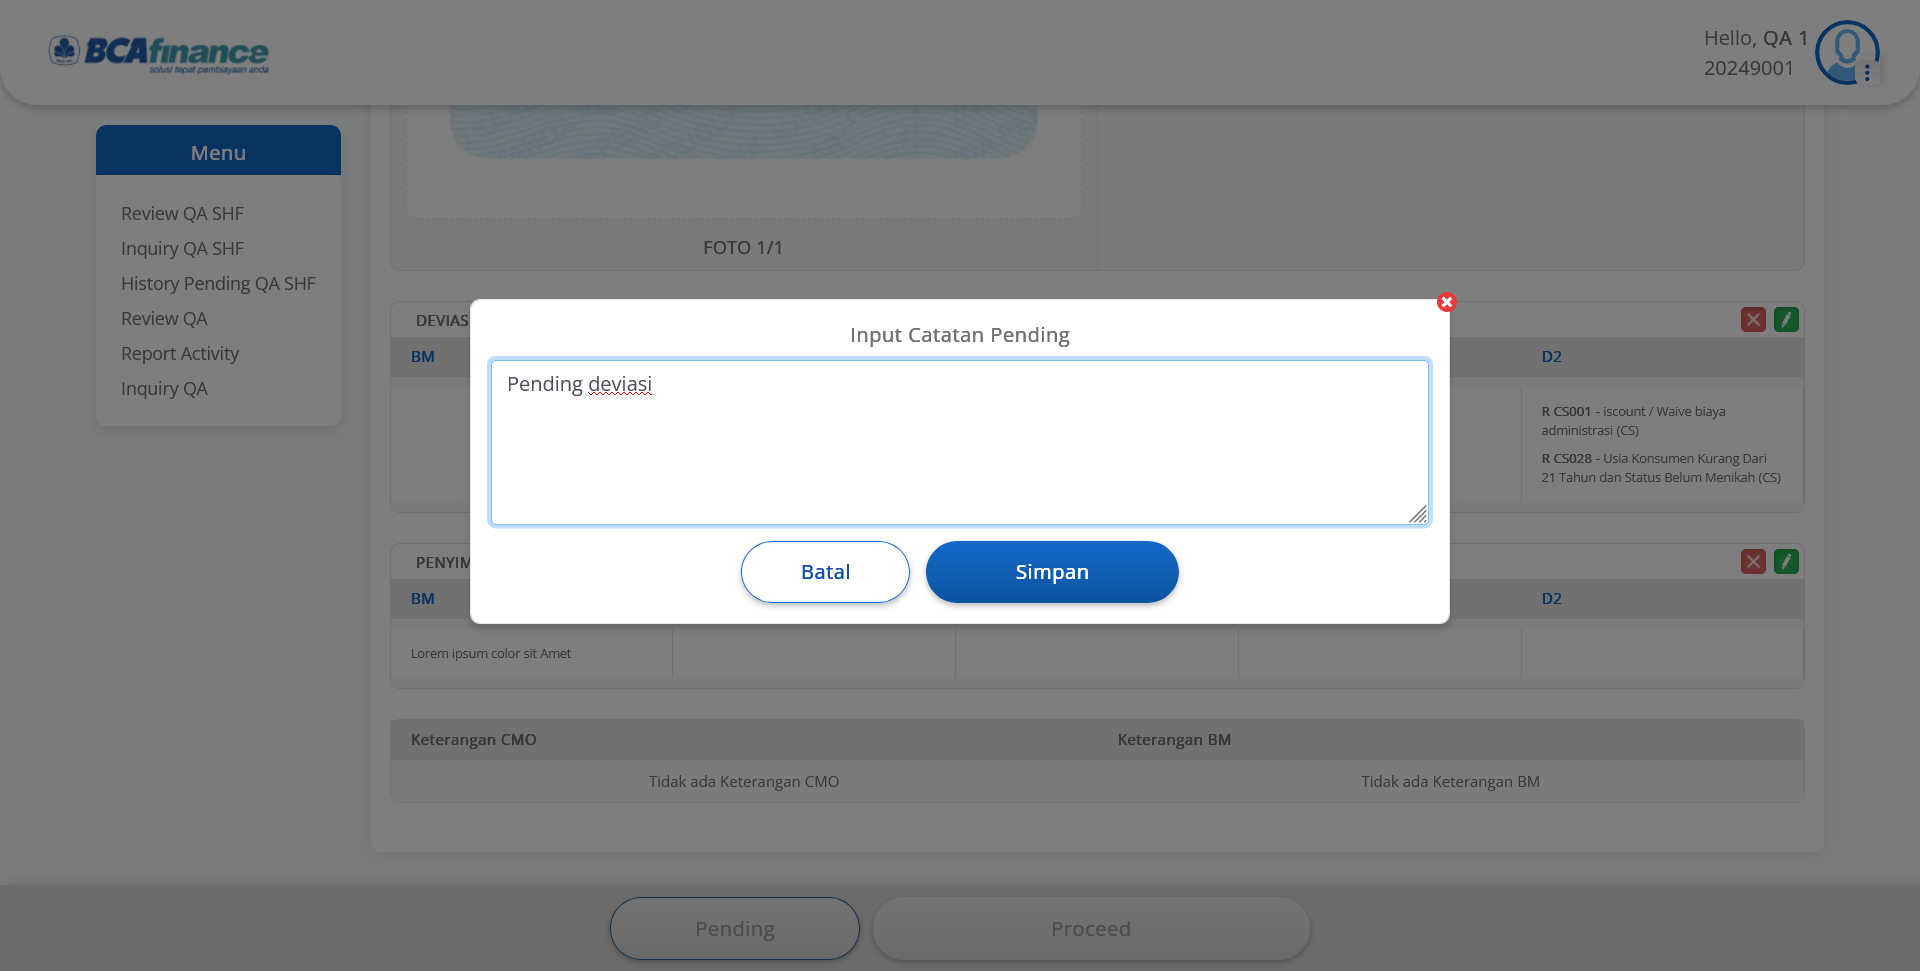 BCAfinance
solusi tepat pembiayaan anda
Hello, QA 1
20249001
Menu
Review QA SHF
Inquiry QA SHF
History Pending QA SHF
Review QA
Report Activity
Inquiry QA
FOTO 1/1
DEVIAS
BM
D2
R CS001 - iscount / Waive biaya
administrasi (CS)
R CS028 - Usia Konsumen Kurang Dari
21 Tahun dan Status Belum Menikah (CS)
Input Catatan Pending
Pending deviasi
Batal
Simpan
PENYIM
BM
D2
Lorem ipsum color sit Amet
Keterangan CMO
Keterangan BM
Tidak ada Keterangan CMO
Tidak ada Keterangan BM
Pending
Proceed